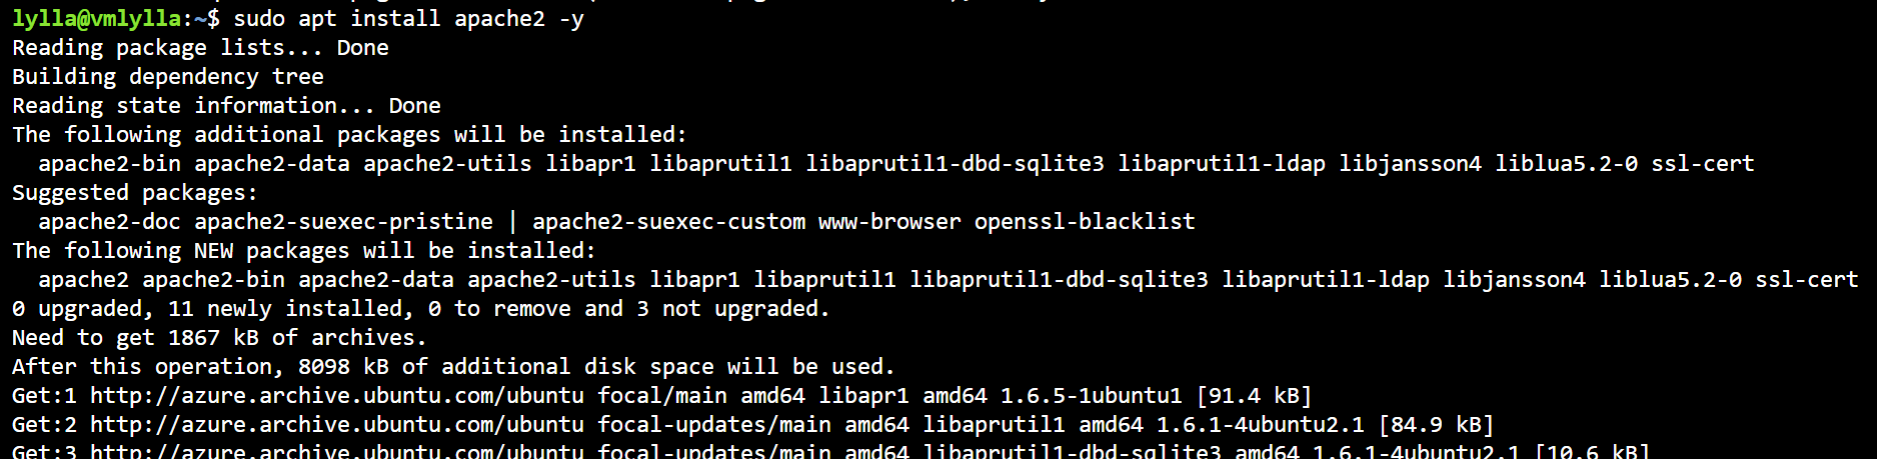 lylla@vmlylla:~$ sudo apt install apache2 -y
Reading package lists... Done
Building dependency tree
Reading state information... Done
The following additional packages will be installed:
  apache2-bin apache2-data apache2-utils libapr1 libaprutil1 libaprutil1-dbd-sqlite3 libaprutil1-ldap libjansson4 liblua5.2-0 ssl-cert
Suggested packages:
  apache2-doc apache2-suexec-pristine | apache2-suexec-custom www-browser openssl-blacklist
The following NEW packages will be installed:
  apache2 apache2-bin apache2-data apache2-utils libapr1 libaprutil1 libaprutil1-dbd-sqlite3 libaprutil1-ldap libjansson4 liblua5.2-0 ssl-cert
0 upgraded, 11 newly installed, 0 to remove and 3 not upgraded.
Need to get 1867 kB of archives.
After this operation, 8098 kB of additional disk space will be used.
Get:1 http://azure.archive.ubuntu.com/ubuntu focal/main amd64 libapr1 amd64 1.6.5-1ubuntu1 [91.4 kB]
Get:2 http://azure.archive.ubuntu.com/ubuntu focal-updates/main amd64 libaprutil1 amd64 1.6.1-4ubuntu2.1 [84.9 kB]
Get:3 http://azure.archive.ubuntu.com/ubuntu focal-updates/main amd64 libaprutil1-dbd-sqlite3 amd64 1.6.1-4ubuntu2.1 [10.6 kB]